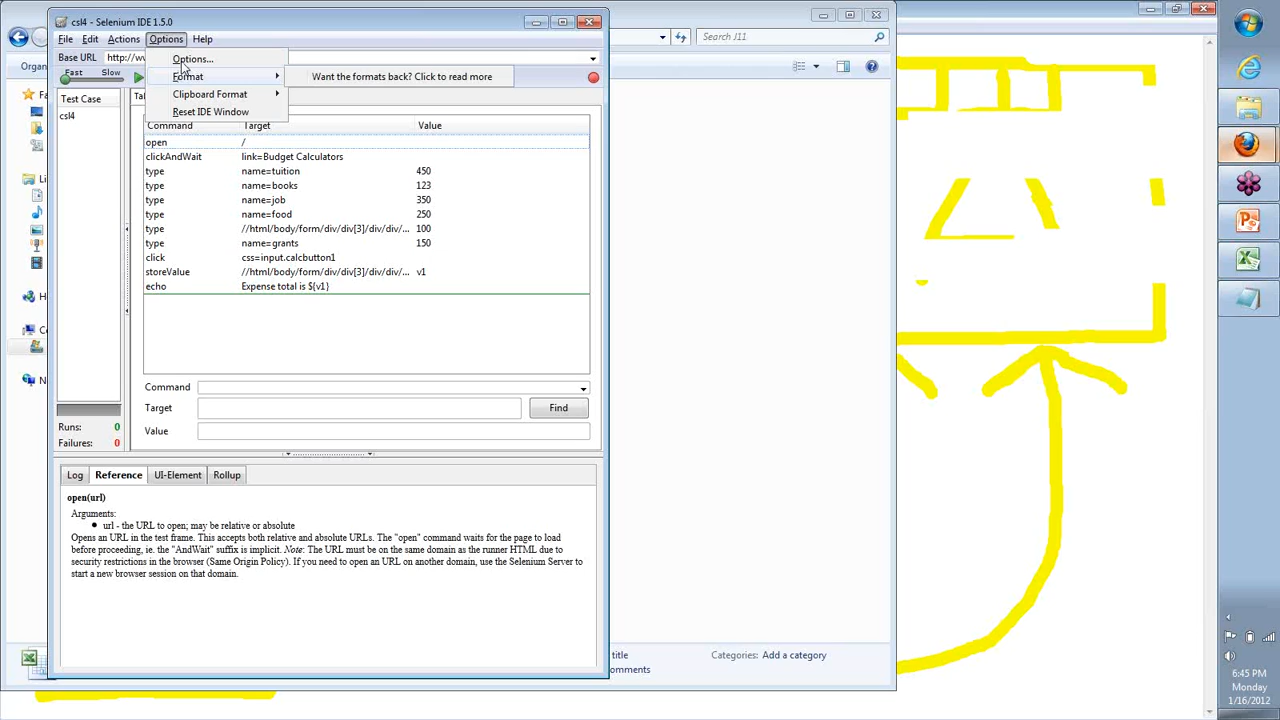 csl4 - Selenium IDE 1.5.0
File Edit Actions Options Help
Search J11
Base URL http://w
Options...
Fast Slow
Format
Want the formats back? Click to read more
Organ
Clipboard Format
Reset IDE Window
Test Case
csl4
Command Target Value
open /
clickAndWait link=Budget Calculators
type name=tuition 450
type name=books 123
type name=job 350
type name=food 250
type //html/body/form/div/div[3]/div/div/... 100
type name=grants 150
click css=input.calcbutton1
storeValue //html/body/form/div/div[3]/div/div/... v1
echo Expense total is ${v1}
Command
Target
Find
Value
Runs: 0
Failures: 0
Log Reference UI-Element Rollup
open(url)
Arguments:
url - the URL to open; may be relative or absolute
Opens an URL in the test frame. This accepts both relative and absolute URLs. The "open" command waits for the page to load
before proceeding, ie. the "AndWait" suffix is implicit. Note: The URL must be on the same domain as the runner HTML due to
security restrictions in the browser (Same Origin Policy). If you need to open an URL on another domain, use the Selenium Server to
start a new browser session on that domain.
title
Categories: Add a category
omments
6:45 PM
Monday
1/16/2012